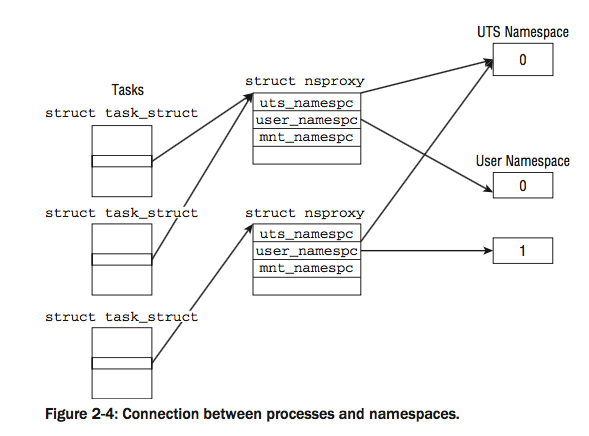 UTS Namespace
0
Tasks
struct task_struct
struct nsproxy
uts_namespc
user_namespc
mnt_namespc
User Namespace
0
struct task_struct
struct nsproxy
uts_namespc
user_namespc
mnt_namespc
1
struct task_struct
Figure 2-4: Connection between processes and namespaces.